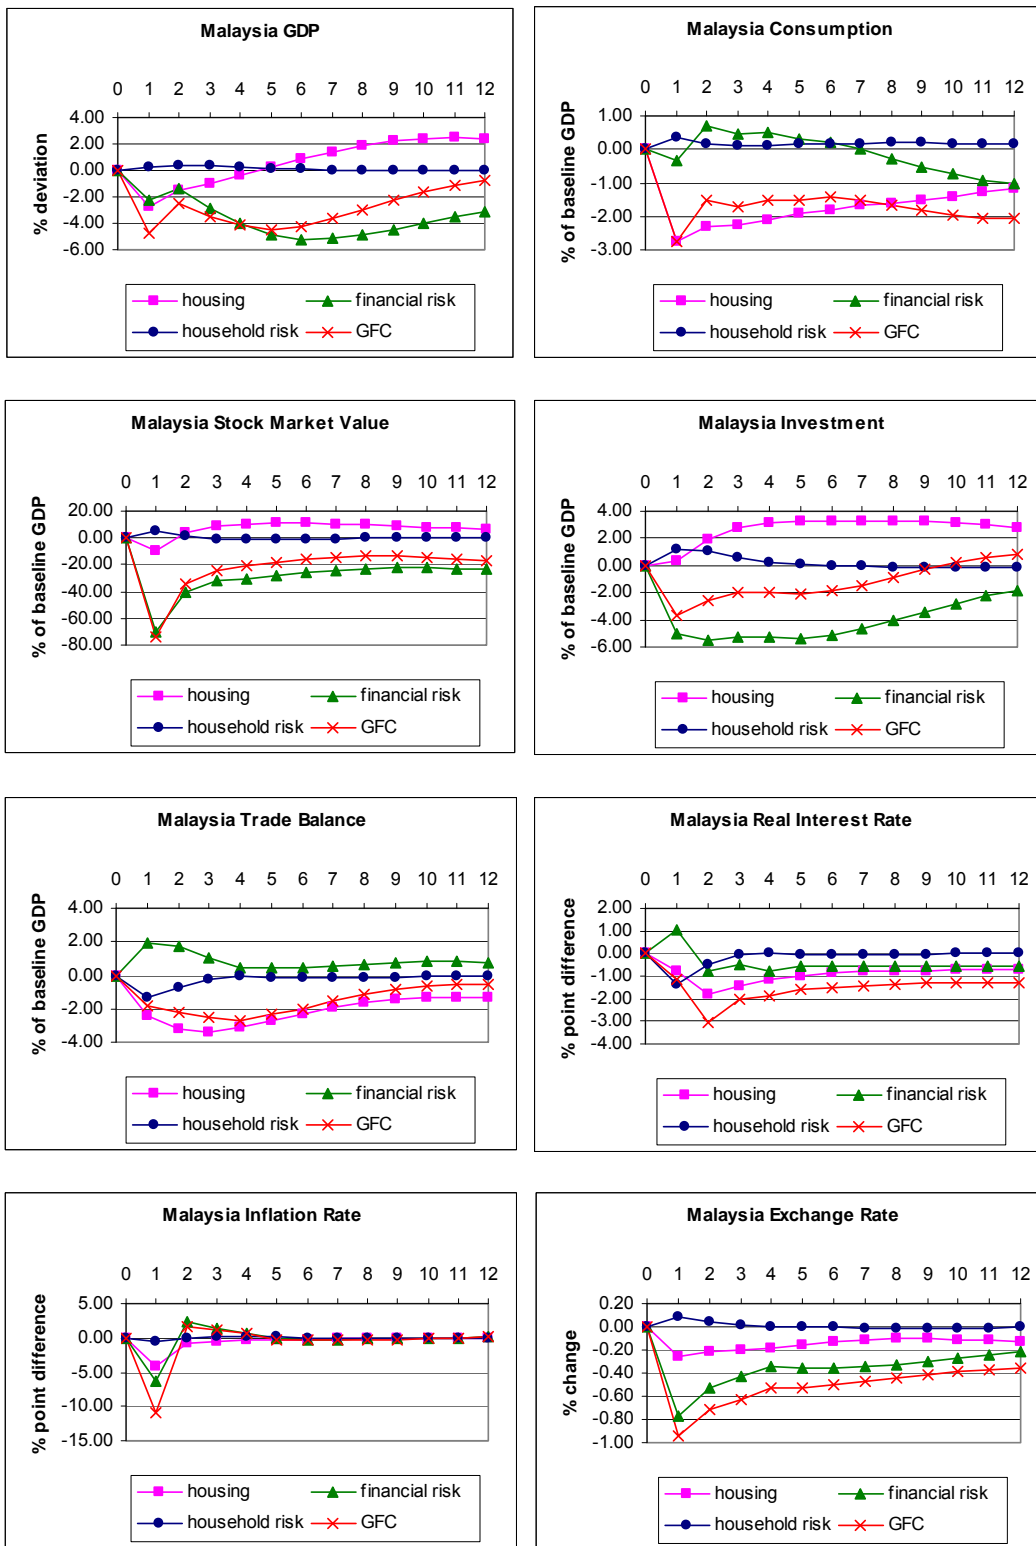 Malaysia GDP
0 1 2 3 4 5 6 7 8 9 10 11 12
4.00
2.00
0.00
-2.00
-4.00
-6.00
% deviation
housing financial risk
household risk GFC
Malaysia Consumption
0 1 2 3 4 5 6 7 8 9 10 11 12
1.00
0.00
-1.00
-2.00
-3.00
% of baseline GDP
housing financial risk
household risk GFC
Malaysia Stock Market Value
0 1 2 3 4 5 6 7 8 9 10 11 12
20.00
0.00
-20.00
-40.00
-60.00
-80.00
% of baseline GDP
housing financial risk
household risk GFC
Malaysia Investment
0 1 2 3 4 5 6 7 8 9 10 11 12
4.00
2.00
0.00
-2.00
-4.00
-6.00
% of baseline GDP
housing financial risk
household risk GFC
Malaysia Trade Balance
0 1 2 3 4 5 6 7 8 9 10 11 12
4.00
2.00
0.00
-2.00
-4.00
% of baseline GDP
housing financial risk
household risk GFC
Malaysia Real Interest Rate
0 1 2 3 4 5 6 7 8 9 10 11 12
2.00
1.00
0.00
-1.00
-2.00
-3.00
-4.00
% point difference
housing financial risk
household risk GFC
Malaysia Inflation Rate
0 1 2 3 4 5 6 7 8 9 10 11 12
5.00
0.00
-5.00
-10.00
-15.00
% point difference
housing financial risk
household risk GFC
Malaysia Exchange Rate
0 1 2 3 4 5 6 7 8 9 10 11 12
0.20
0.00
-0.20
-0.40
-0.60
-0.80
-1.00
% change
housing financial risk
household risk GFC